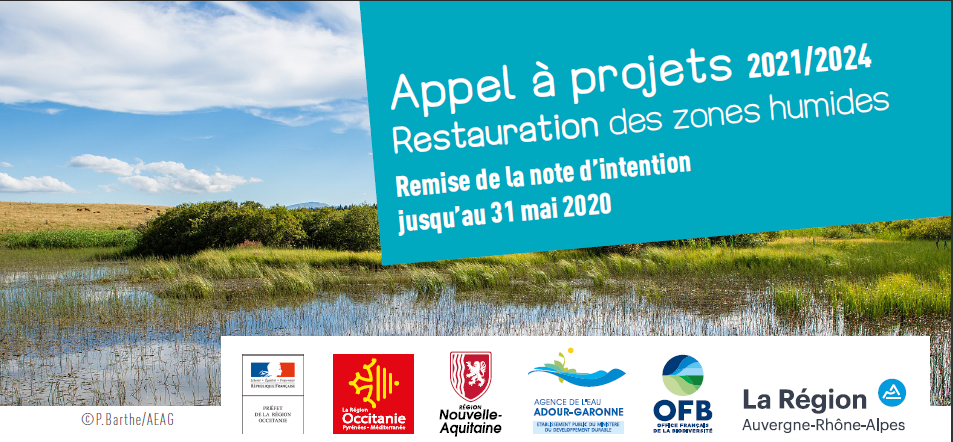 Appel à projets 2021/2024
Restauration des zones humides
Remise de la note d'intention
jusqu'au 31 mai 2020
Liberté • Égalité • Fraternité
RÉPUBLIQUE FRANÇAISE
PRÉFET
DE LA RÉGION
OCCITANIE
La Région
Occitanie
Pyrénées - Méditerranée
RÉGION
Nouvelle-
Aquitaine
AGENCE DE L'EAU
ADOUR-GARONNE
ETABLISSEMENT PUBLIC DU MINISTERE
DU DEVELOPPEMENT DURABLE
OFB
OFFICE FRANÇAIS
DE LA BIODIVERSITÉ
La Région
Auvergne-Rhône-Alpes
©P.Barthe/AEAG